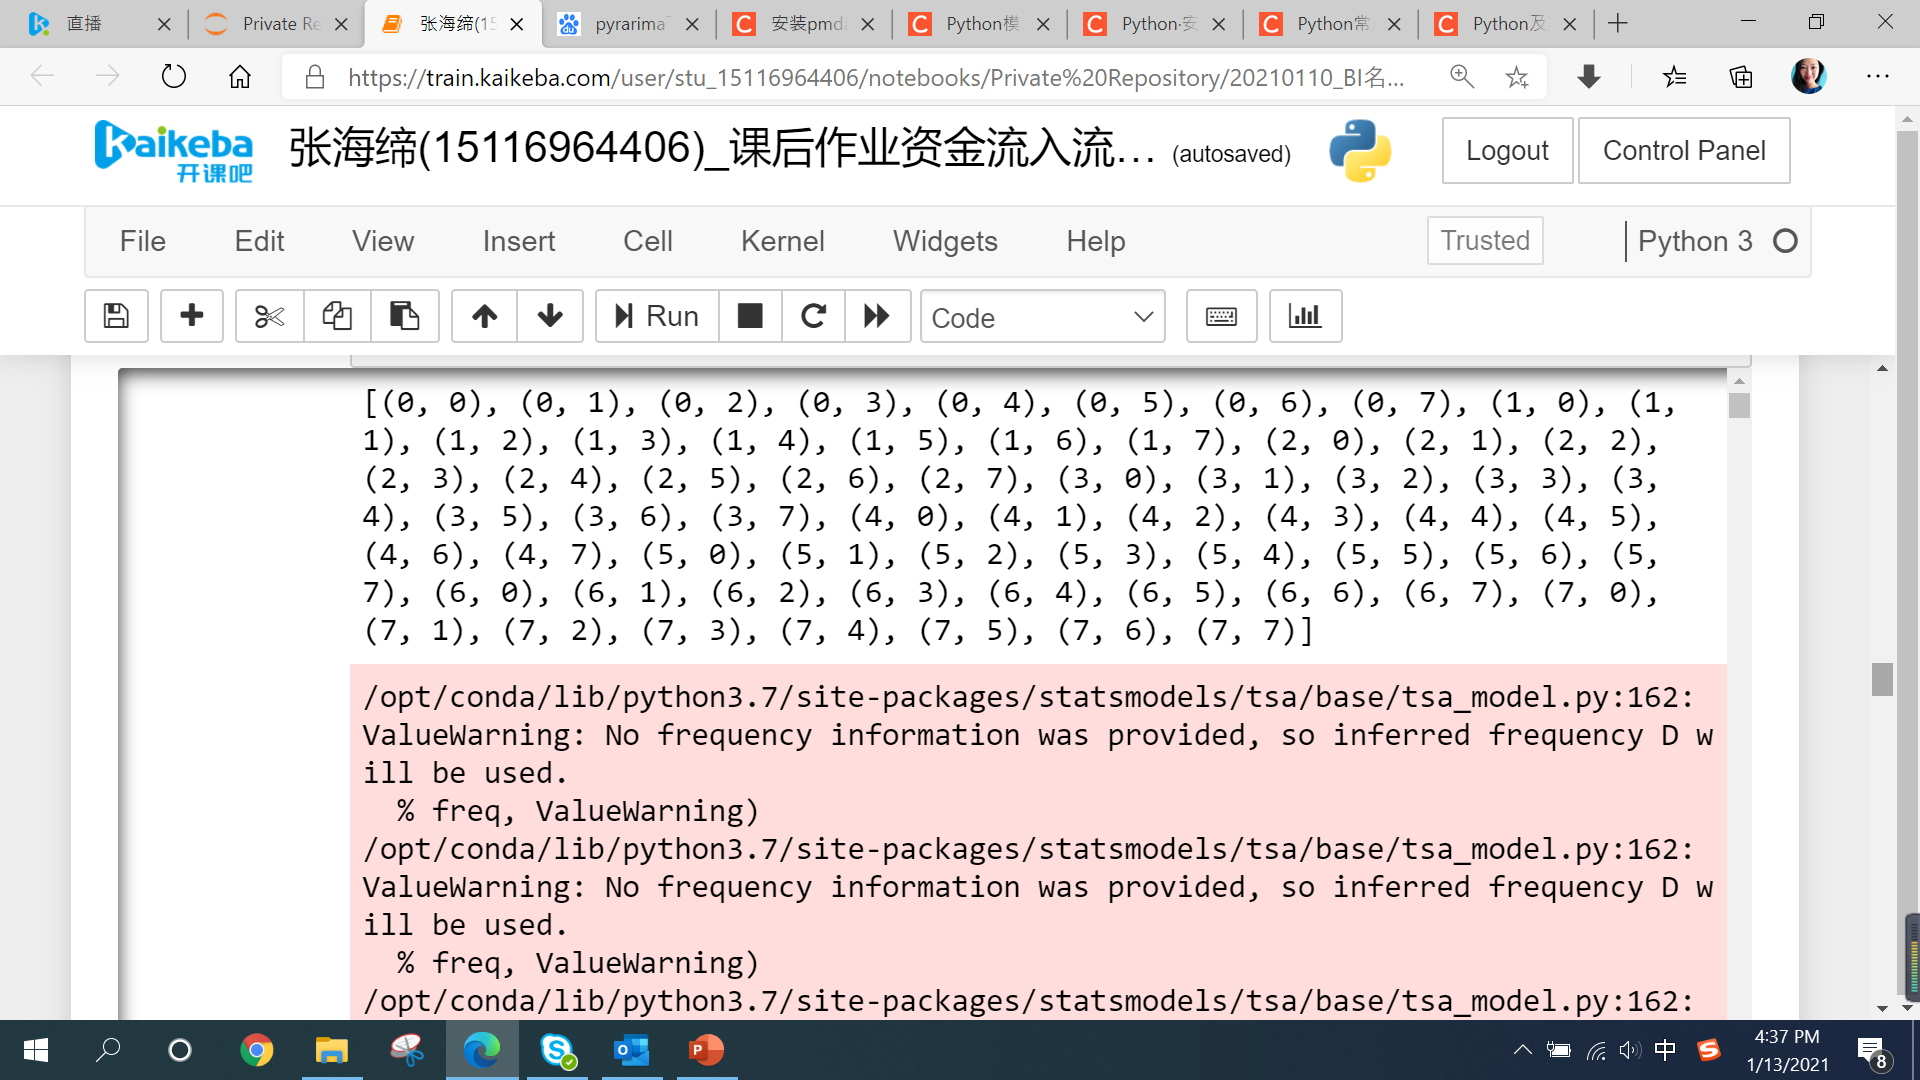 直播
Private Re
张海缔(15
pyrarima
安装pmda
Python模
Python·安
Python常
Python及
https://train.kaikeba.com/user/stu_15116964406/notebooks/Private%20Repository/20210110_BI名...
kaikeba
开课吧
张海缔(15116964406)_课后作业资金流入流… (autosaved)
Logout
Control Panel
File Edit View Insert Cell Kernel Widgets Help
Trusted
Python 3
Run
Code
[(0, 0), (0, 1), (0, 2), (0, 3), (0, 4), (0, 5), (0, 6), (0, 7), (1, 0), (1,
1), (1, 2), (1, 3), (1, 4), (1, 5), (1, 6), (1, 7), (2, 0), (2, 1), (2, 2),
(2, 3), (2, 4), (2, 5), (2, 6), (2, 7), (3, 0), (3, 1), (3, 2), (3, 3), (3,
4), (3, 5), (3, 6), (3, 7), (4, 0), (4, 1), (4, 2), (4, 3), (4, 4), (4, 5),
(4, 6), (4, 7), (5, 0), (5, 1), (5, 2), (5, 3), (5, 4), (5, 5), (5, 6), (5,
7), (6, 0), (6, 1), (6, 2), (6, 3), (6, 4), (6, 5), (6, 6), (6, 7), (7, 0),
(7, 1), (7, 2), (7, 3), (7, 4), (7, 5), (7, 6), (7, 7)]
/opt/conda/lib/python3.7/site-packages/statsmodels/tsa/base/tsa_model.py:162:
ValueWarning: No frequency information was provided, so inferred frequency D w
ill be used.
% freq, ValueWarning)
/opt/conda/lib/python3.7/site-packages/statsmodels/tsa/base/tsa_model.py:162:
ValueWarning: No frequency information was provided, so inferred frequency D w
ill be used.
% freq, ValueWarning)
/opt/conda/lib/python3.7/site-packages/statsmodels/tsa/base/tsa_model.py:162:
中
4:37 PM
1/13/2021
8